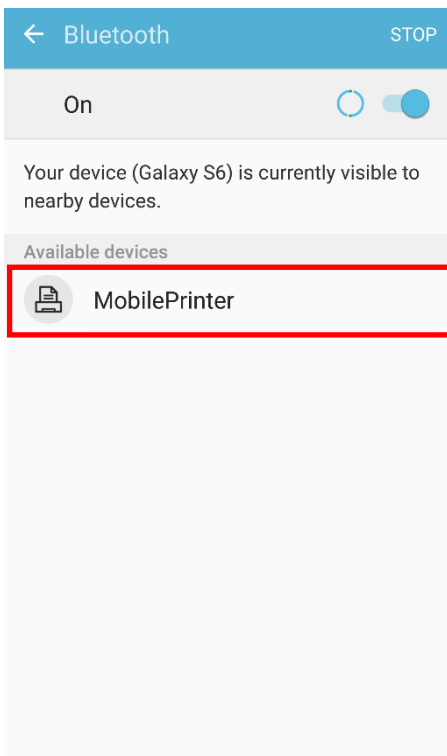 Bluetooth STOP
On
Your device (Galaxy S6) is currently visible to
nearby devices.
Available devices
MobilePrinter